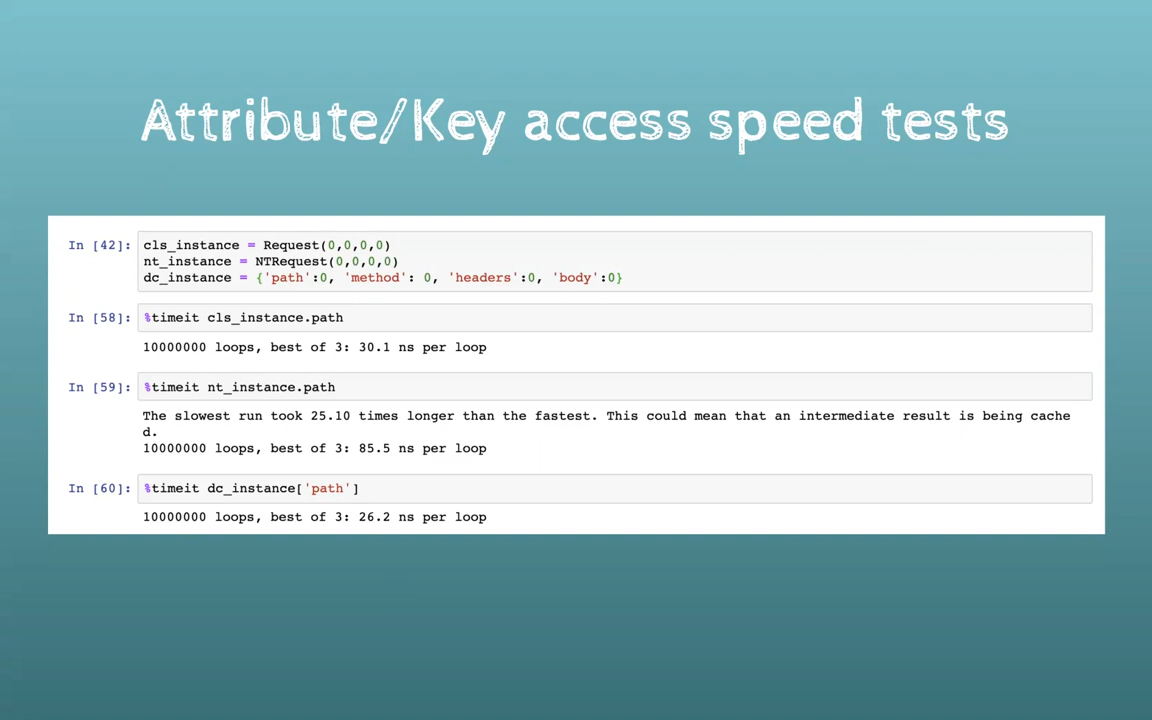 Attribute/Key access speed tests
In [42]: cls_instance = Request(0,0,0,0)
nt_instance = NTRequest(0,0,0,0)
dc_instance = {'path':0, 'method': 0, 'headers':0, 'body':0}
In [58]: %timeit cls_instance.path
10000000 loops, best of 3: 30.1 ns per loop
In [59]: %timeit nt_instance.path
The slowest run took 25.10 times longer than the fastest. This could mean that an intermediate result is being cache
d.
10000000 loops, best of 3: 85.5 ns per loop
In [60]: %timeit dc_instance['path']
10000000 loops, best of 3: 26.2 ns per loop